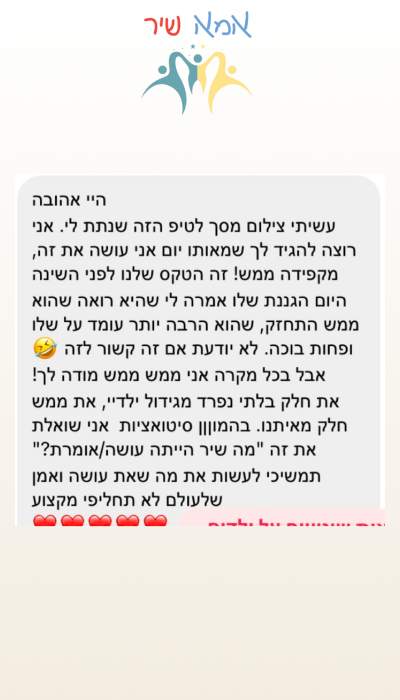 אמא שיר
היי אהובה
עשיתי צילום מסך לטיפ הזה שנתת לי. אני
רוצה להגיד לך שמאותו יום אני עושה את זה,
מקפידה ממש! זה הטקס שלנו לפני השינה
היום הגננת שלו אמרה לי שהיא רואה שהוא
ממש התחזק, שהוא הרבה יותר עומד על שלו
ופחות בוכה. לא יודעת אם זה קשור לזה 🤣
אבל בכל מקרה אני ממש ממש מודה לך!
את חלק בלתי נפרד מגידול ילדיי, את ממש
חלק מאיתנו. בהמוןןן סיטואציות  אני שואלת
את זה "מה שיר הייתה עושה/אומרת?"
תמשיכי לעשות את מה שאת עושה ואמן
שלעולם לא תחליפי מקצוע
❤️❤️❤️❤️❤️